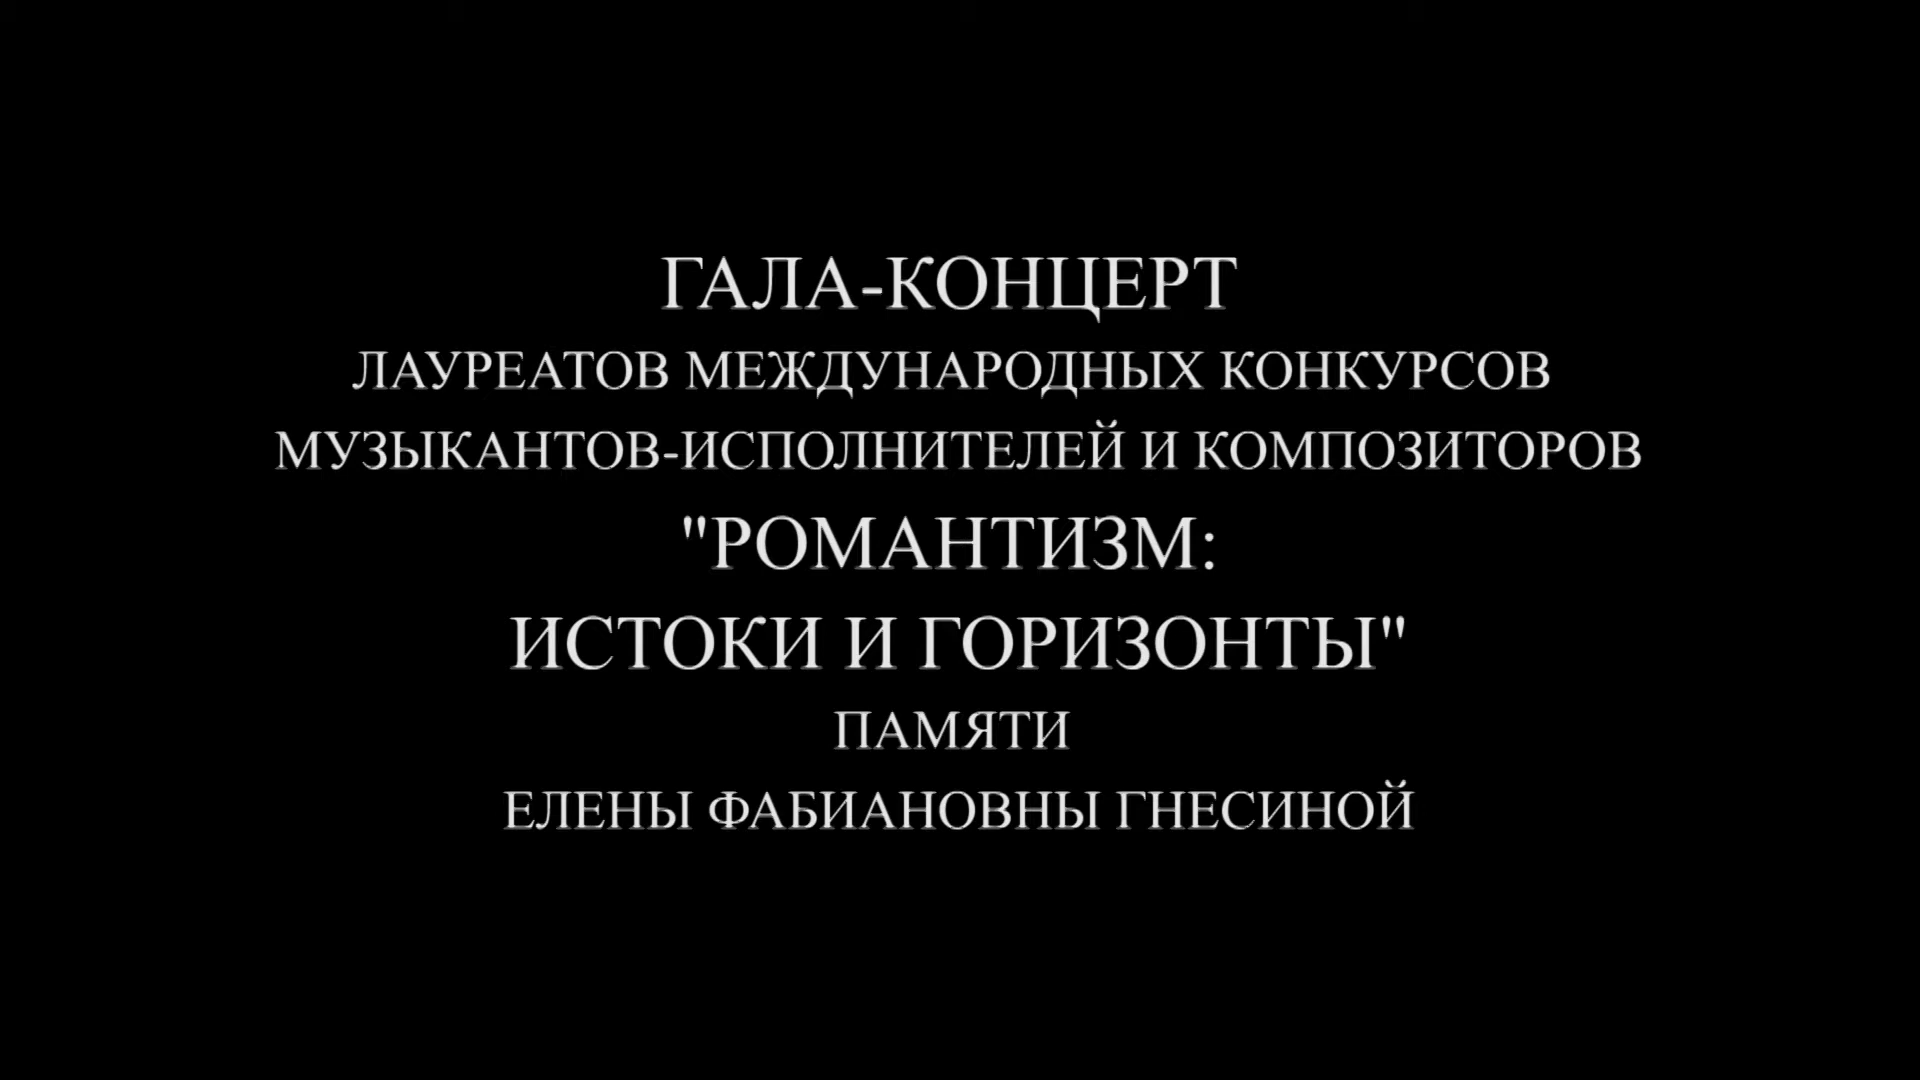 ГАЛА-КОНЦЕРТ
ЛАУРЕАТОВ МЕЖДУНАРОДНЫХ КОНКУРСОВ
МУЗЫКАНТОВ-ИСПОЛНИТЕЛЕЙ И КОМПОЗИТОРОВ
"РОМАНТИЗМ:
ИСТОКИ И ГОРИЗОНТЫ"
ПАМЯТИ
ЕЛЕНЫ ФАБИАНОВНЫ ГНЕСИНОЙ